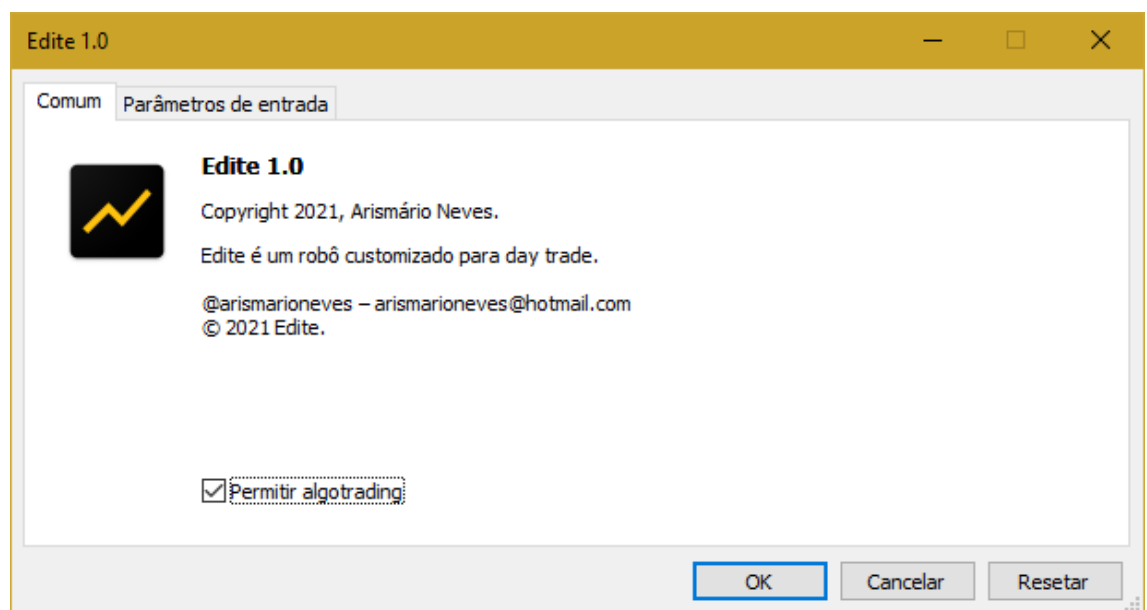 Edite 1.0
Comum Parâmetros de entrada
Edite 1.0
Copyright 2021, Arismário Neves.
Edite é um robô customizado para day trade.
@arismarioneves – arismarioneves@hotmail.com
© 2021 Edite.
Permitir algotrading
OK Cancelar Resetar